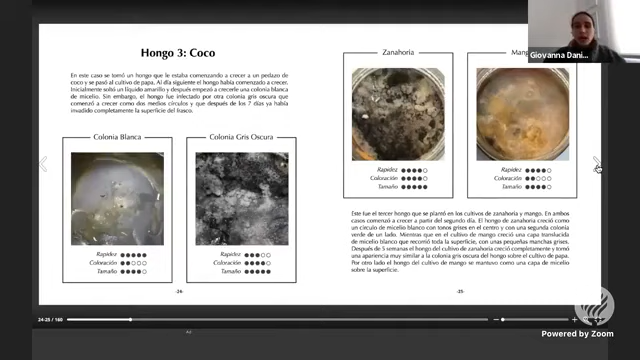 Hongo 3: Coco
En este caso se tomó un hongo que le estaba comenzando a crecer a un pedazo de
coco y se pasó al cultivo de papa. Al día siguiente el hongo había comenzado a crecer.
Inicialmente soltó un líquido amarillo y después empezó a crecerle una colonia blanca
de micelio. Sin embargo, el hongo fue infectado por otra colonia gris oscura que
comenzó a crecer como dos medios círculos y que después de los 7 días ya había
invadido completamente la superficie del frasco.
Colonia Blanca
Rapidez
Coloración
Tamaño
Colonia Gris Oscura
Rapidez
Coloración
Tamaño
-24-
Zanahoria
Rapidez
Coloración
Tamaño
Mang
Rapidez
Coloración
Tamaño
Este fue el tercer hongo que se plantó en los cultivos de zanahoria y mango. En ambos
casos comenzó a crecer a partir del segundo día. El hongo de zanahoria creció como
un círculo de micelio blanco con tonos grises en el centro y con una segunda colonia
verde de un lado. Mientras que en el cultivo de mango creció una capa translucida
de micelio blanco que recorrió toda la superficie, con unas pequeñas manchas grises.
Después de 5 semanas el hongo del cultivo de zanahoria creció completamente y tomó
una apariencia muy similar a la colonia gris oscura del hongo sobre el cultivo de papa.
Por otro lado el hongo del cultivo de mango se mantuvo como una capa de micelio
sobre la superficie.
-25-
Giovanna Dani...
24-25 / 160
Powered by Zoom